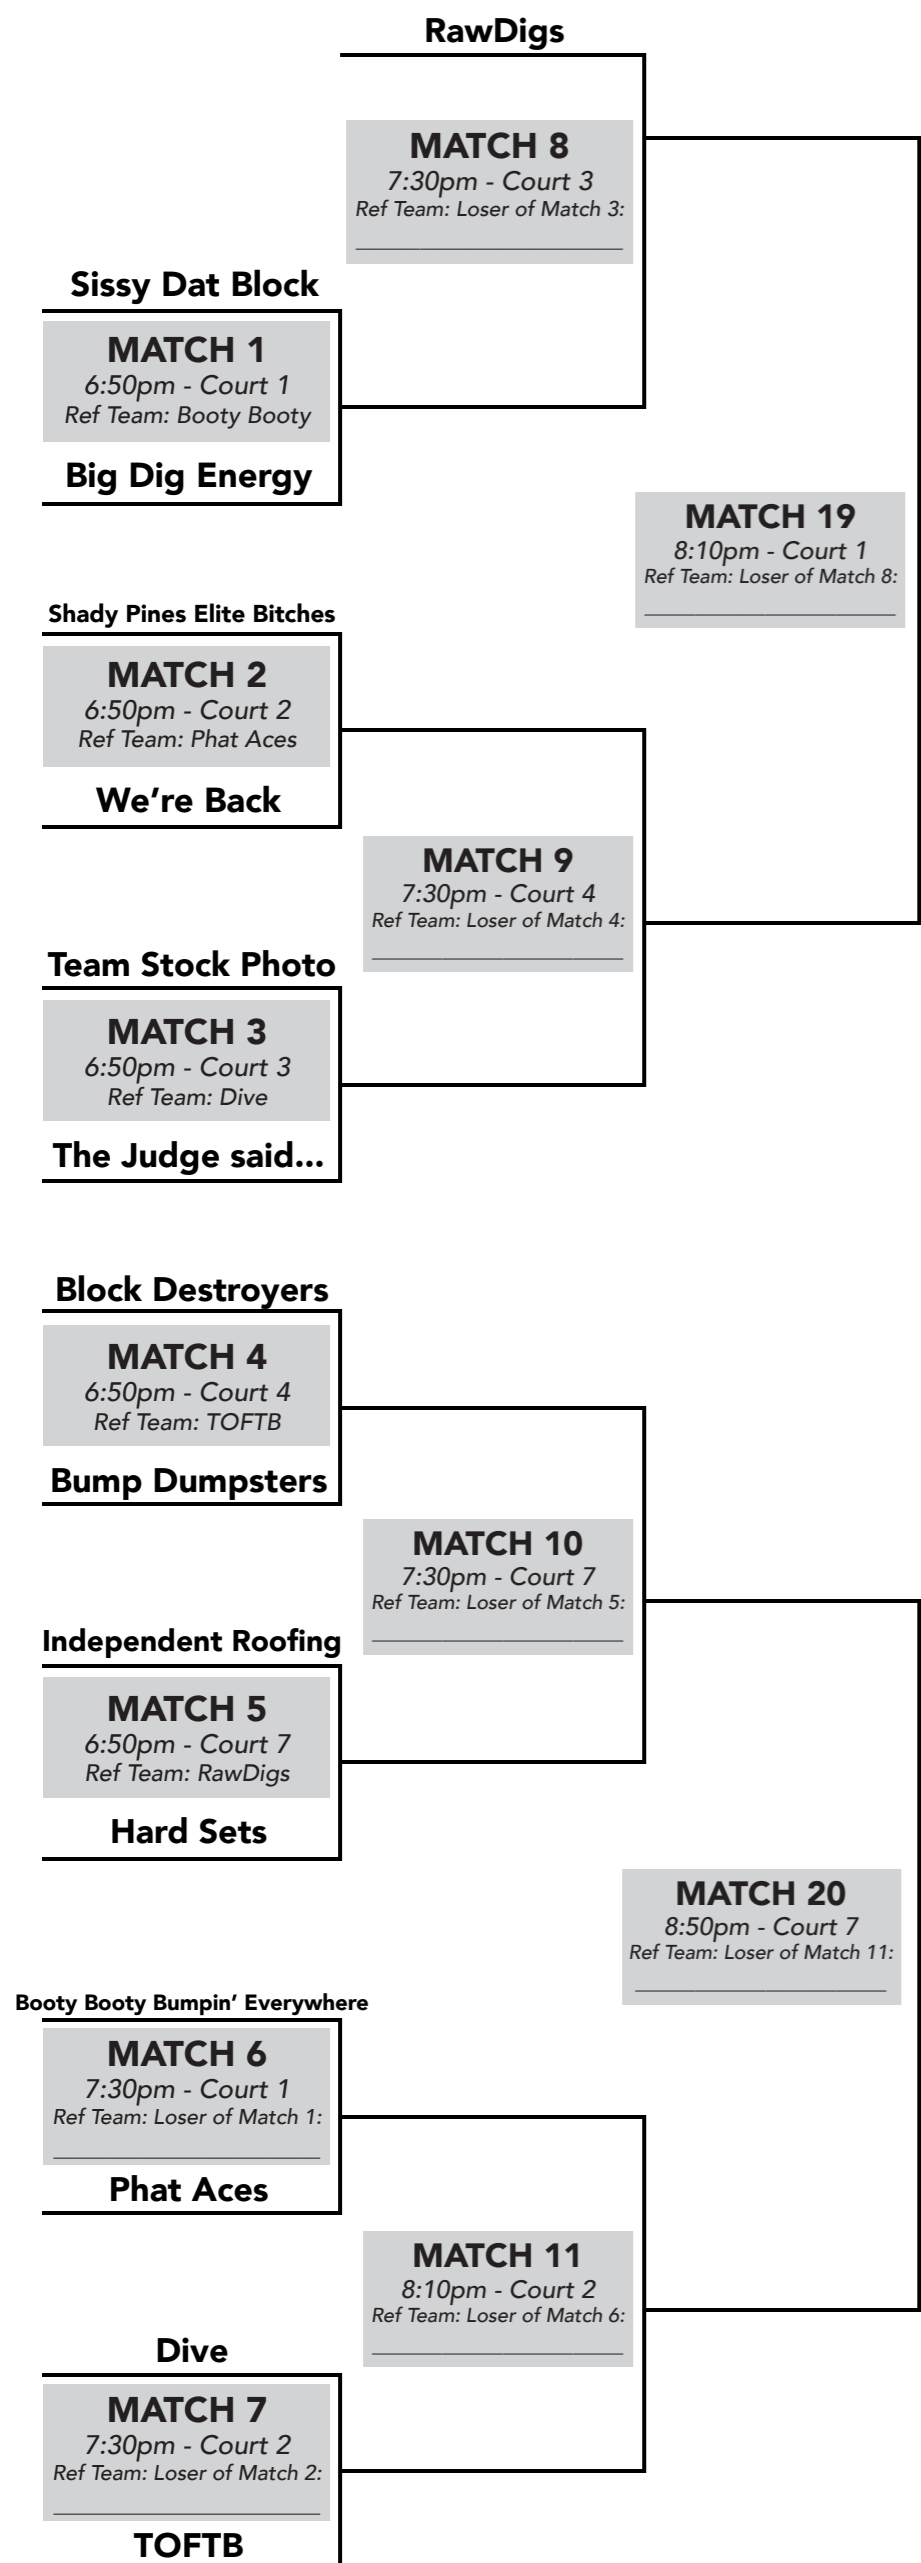 RawDigs
MATCH 8
7:30pm - Court 3
Ref Team: Loser of Match 3:
Sissy Dat Block
MATCH 1
6:50pm - Court 1
Ref Team: Booty Booty
Big Dig Energy
MATCH 19
8:10pm - Court 1
Ref Team: Loser of Match 8:
Shady Pines Elite Bitches
MATCH 2
6:50pm - Court 2
Ref Team: Phat Aces
We’re Back
MATCH 9
7:30pm - Court 4
Ref Team: Loser of Match 4:
Team Stock Photo
MATCH 3
6:50pm - Court 3
Ref Team: Dive
The Judge said...
Block Destroyers
MATCH 4
6:50pm - Court 4
Ref Team: TOFTB
Bump Dumpsters
MATCH 10
7:30pm - Court 7
Ref Team: Loser of Match 5:
Independent Roofing
MATCH 5
6:50pm - Court 7
Ref Team: RawDigs
Hard Sets
MATCH 20
8:50pm - Court 7
Ref Team: Loser of Match 11:
Booty Booty Bumpin’ Everywhere
MATCH 6
7:30pm - Court 1
Ref Team: Loser of Match 1:
Phat Aces
MATCH 11
8:10pm - Court 2
Ref Team: Loser of Match 6:
Dive
MATCH 7
7:30pm - Court 2
Ref Team: Loser of Match 2:
TOFTB